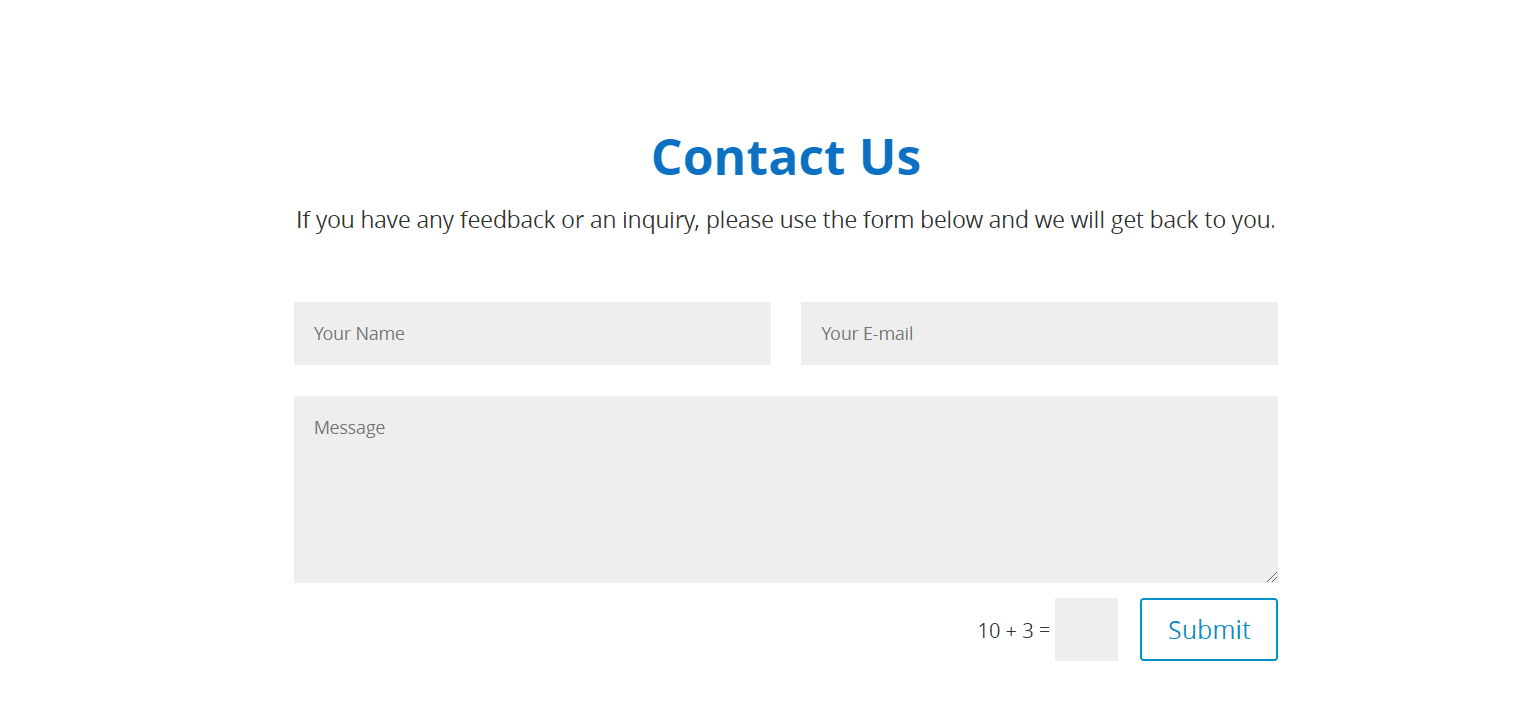 Contact Us
If you have any feedback or an inquiry, please use the form below and we will get back to you.
Your Name
Your E-mail
Message
10 + 3 =
Submit